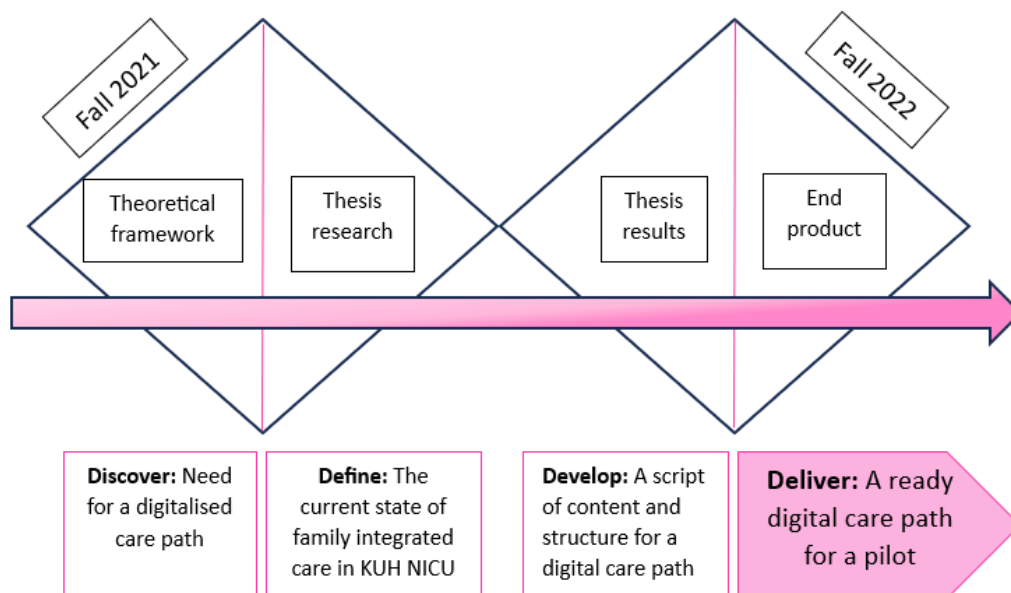 Fall 2021
Fall 2022
Theoretical
framework
Thesis
research
Thesis
results
End
product
Discover: Need
for a digitalised
care path
Define: The
current state of
family integrated
care in KUH NICU
Develop: A script
of content and
structure for a
digital care path
Deliver: A ready
digital care path
for a pilot